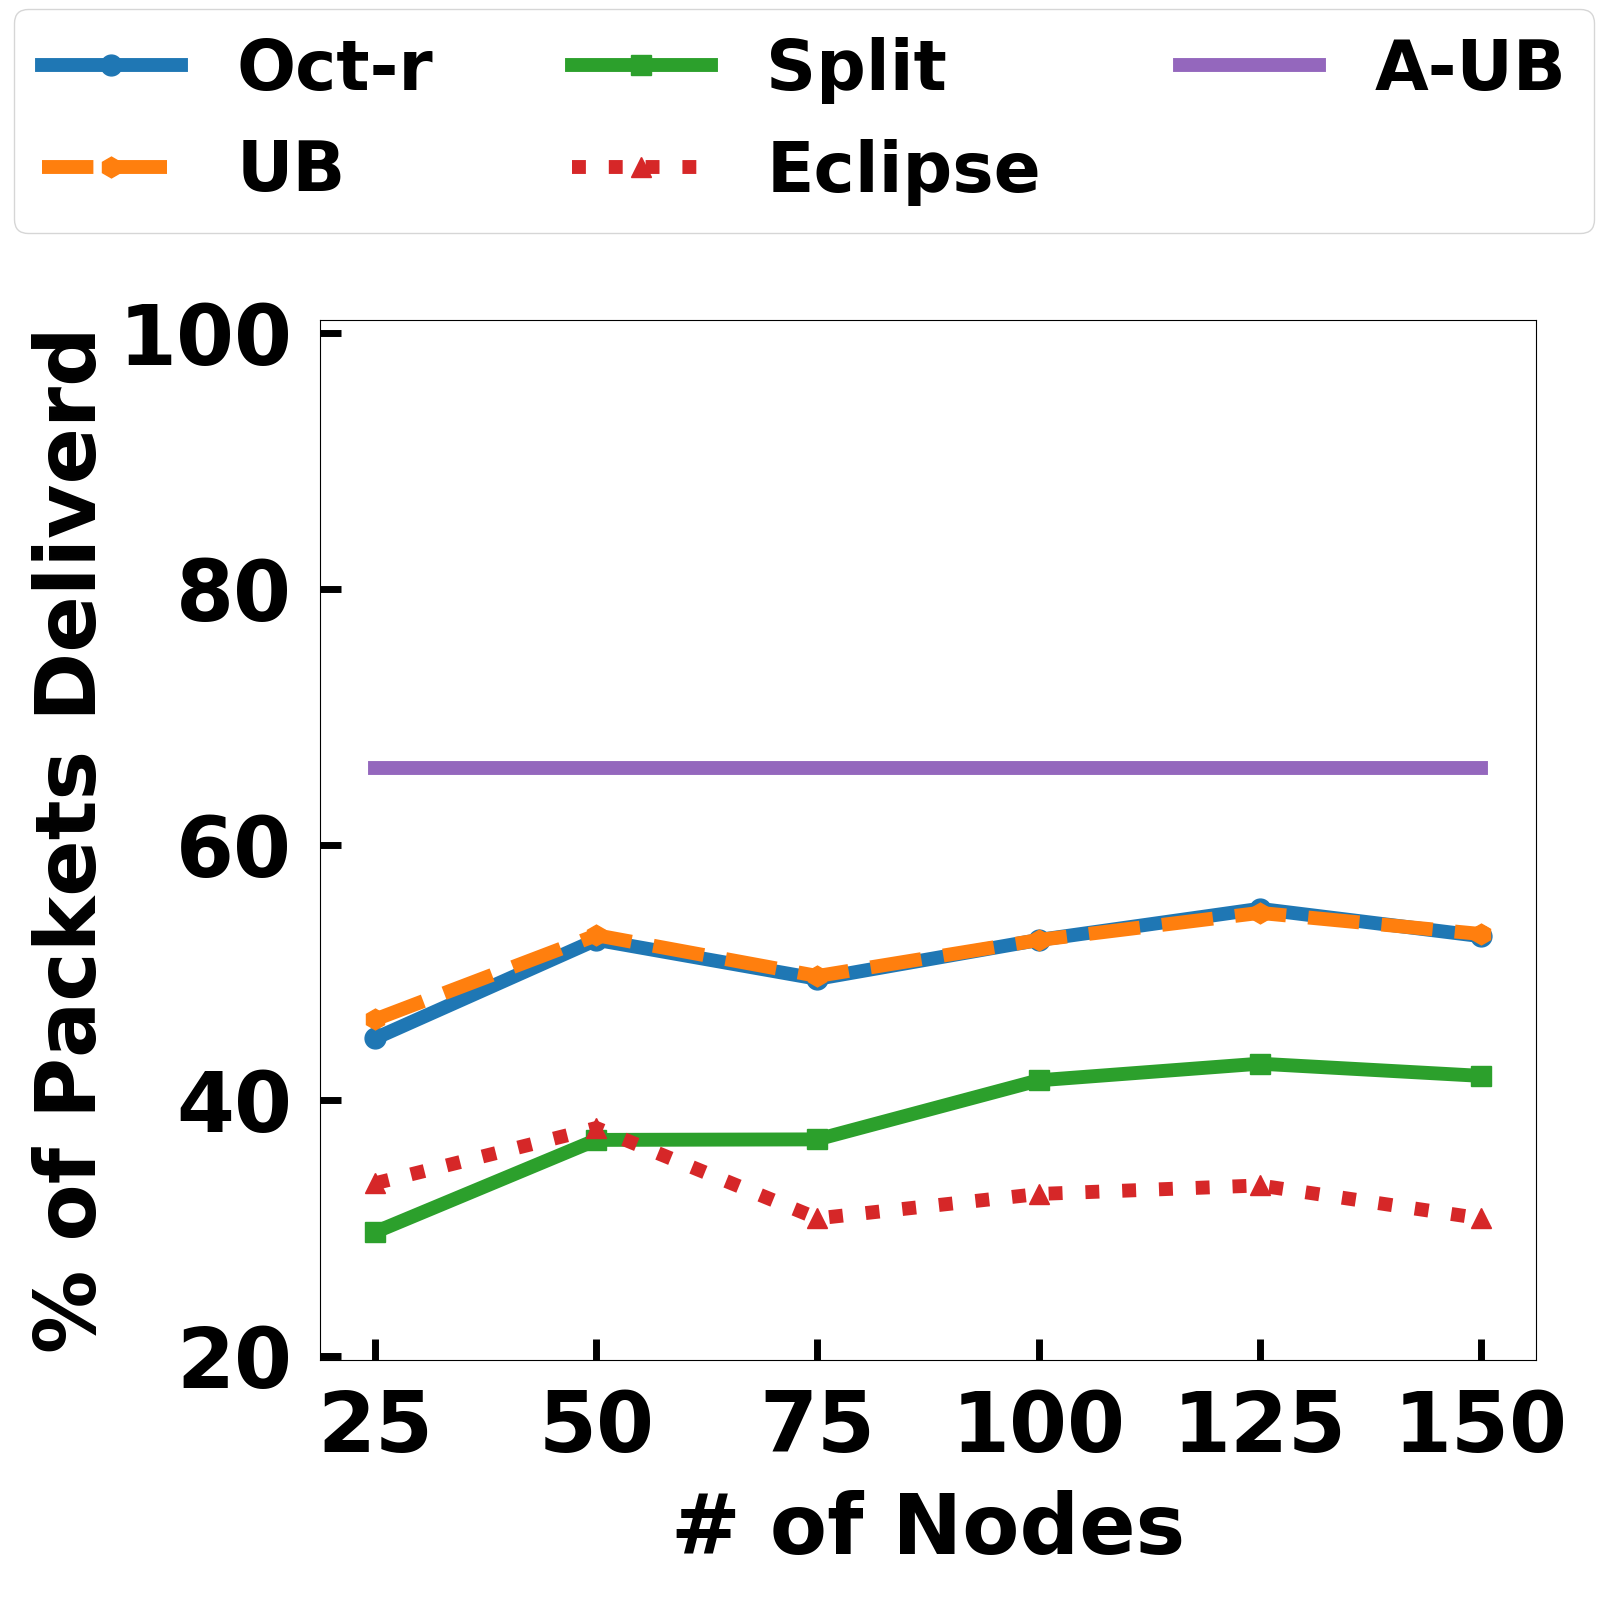 Oct-r Split A-UB
UB Eclipse
% of Packets Deliverd
100
80
60
40
20
25 50 75 100 125 150
# of Nodes